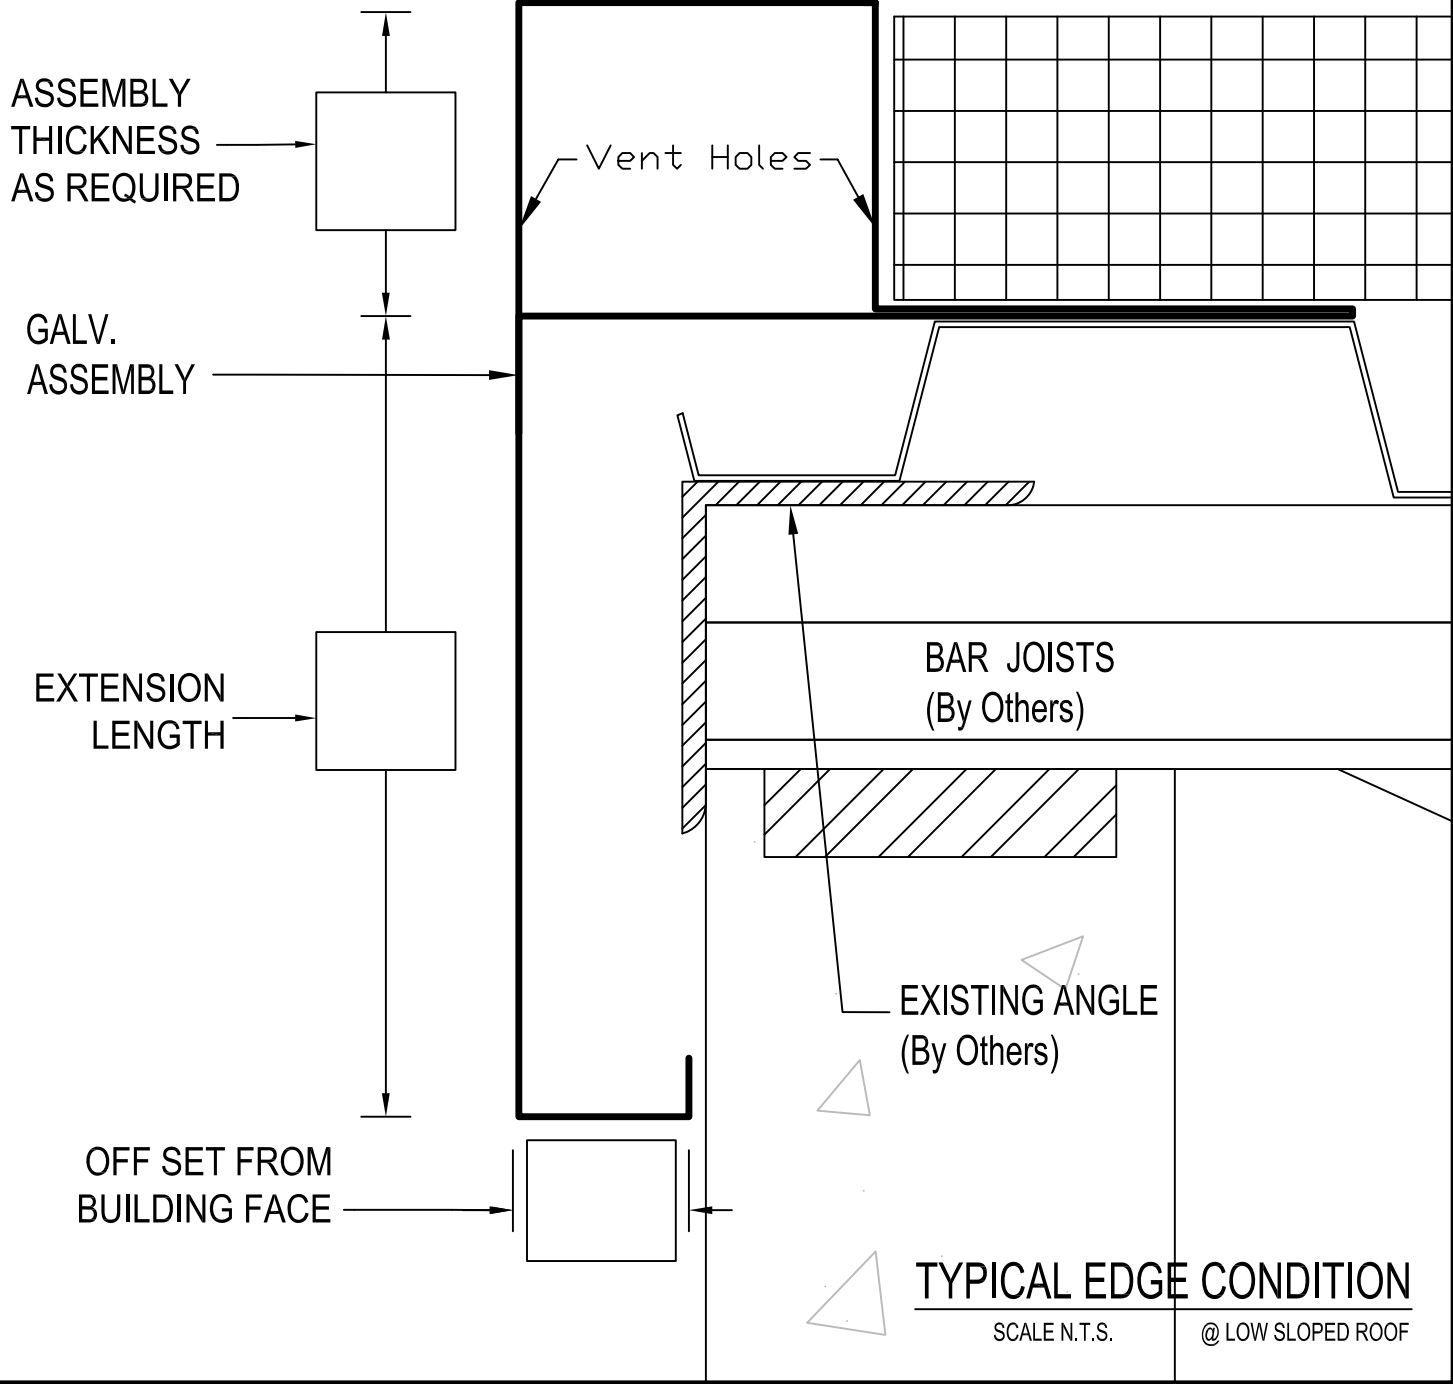 ASSEMBLY
THICKNESS
AS REQUIRED
Vent Holes
GALV.
ASSEMBLY
EXTENSION
LENGTH
BAR JOISTS
(By Others)
EXISTING ANGLE
(By Others)
OFF SET FROM
BUILDING FACE
TYPICAL EDGE CONDITION
SCALE N.T.S. @ LOW SLOPED ROOF